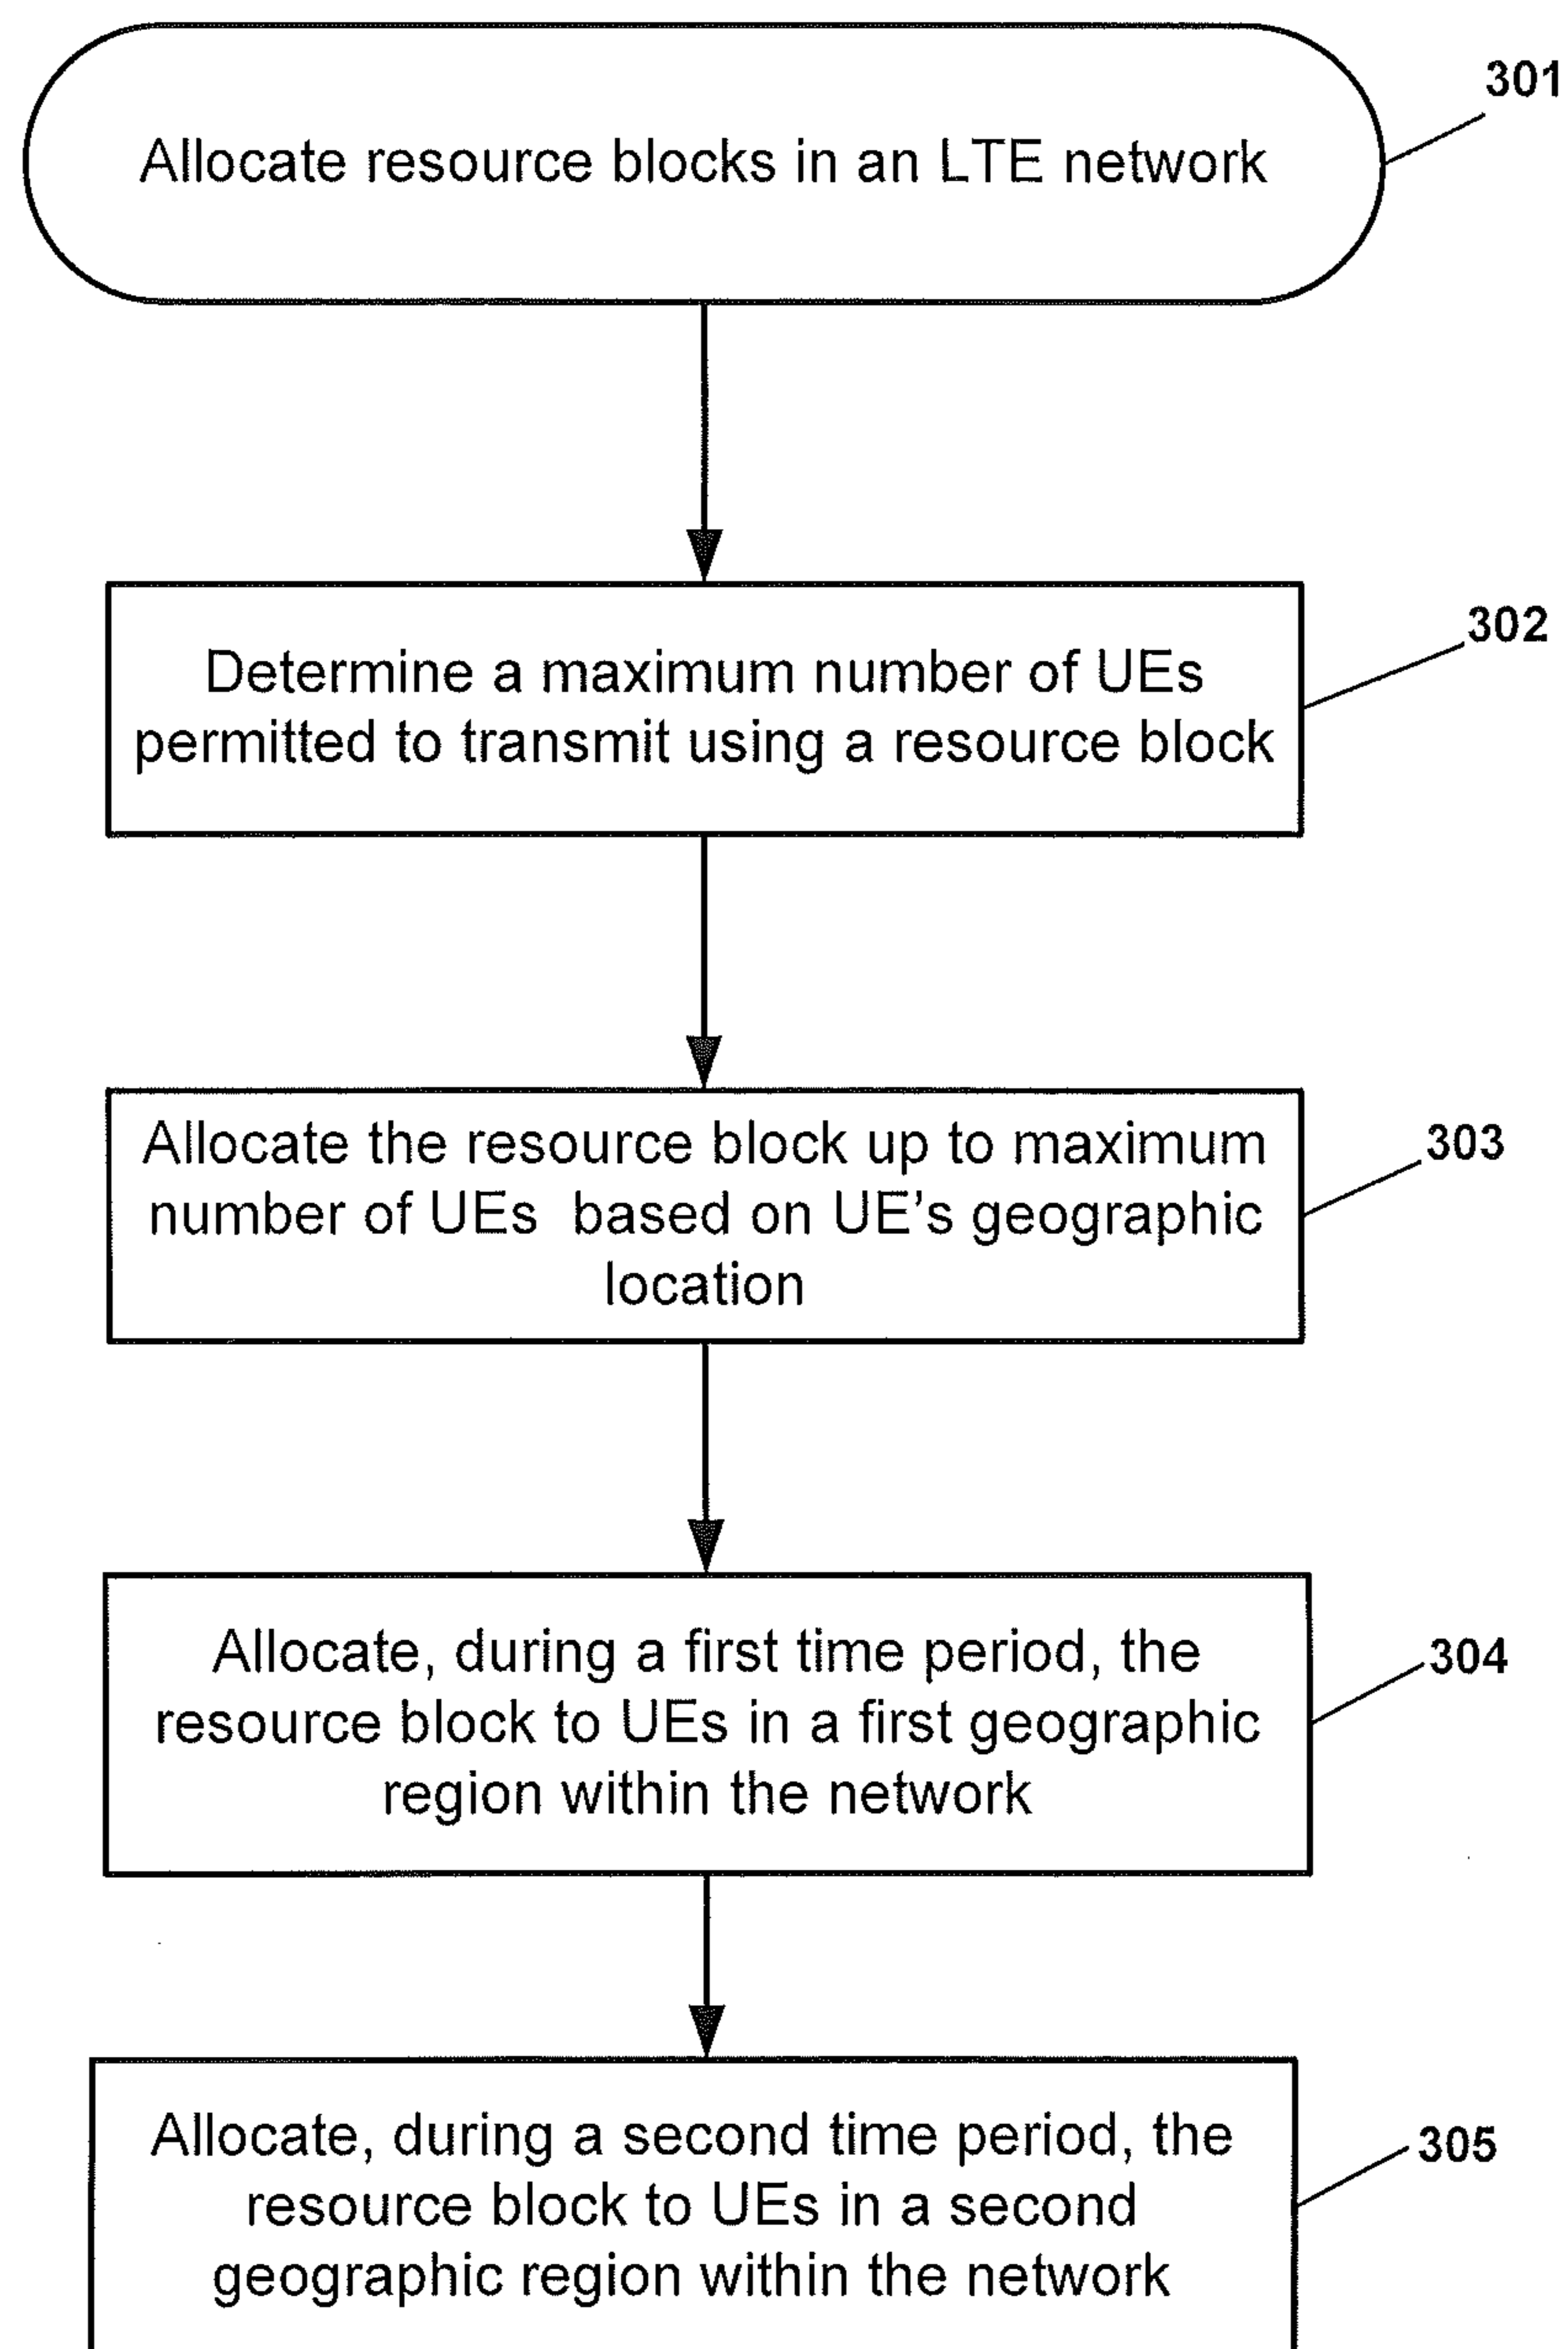 301
Allocate resource blocks in an LTE network
302
Determine a maximum number of UEs
permitted to transmit using a resource block
303
Allocate the resource block up to maximum
number of UEs  based on UE's geographic
location
304
Allocate, during a first time period, the
resource block to UEs in a first geographic
region within the network
305
Allocate, during a second time period, the
resource block to UEs in a second
geographic region within the network